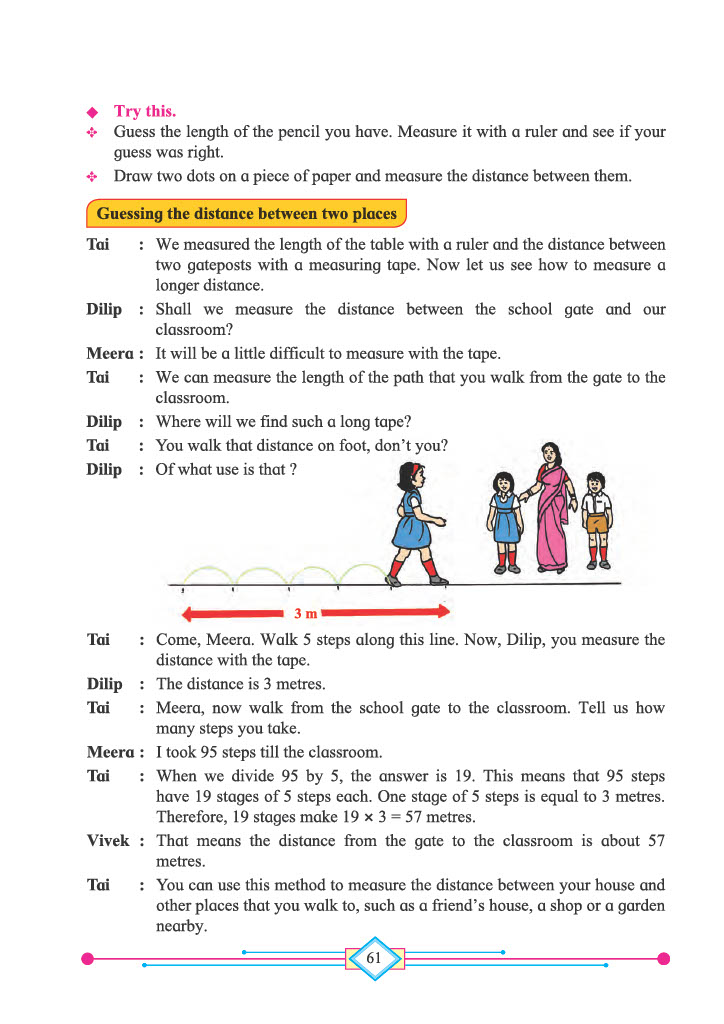 ◆ Try this.
❖ Guess the length of the pencil you have. Measure it with a ruler and see if your
guess was right.
❖ Draw two dots on a piece of paper and measure the distance between them.
Guessing the distance between two places
Tai : We measured the length of the table with a ruler and the distance between
two gateposts with a measuring tape. Now let us see how to measure a
longer distance.
Dilip : Shall we measure the distance between the school gate and our
classroom?
Meera : It will be a little difficult to measure with the tape.
Tai : We can measure the length of the path that you walk from the gate to the
classroom.
Dilip : Where will we find such a long tape?
Tai : You walk that distance on foot, don’t you?
Dilip : Of what use is that ?
3 m
Tai : Come, Meera. Walk 5 steps along this line. Now, Dilip, you measure the
distance with the tape.
Dilip : The distance is 3 metres.
Tai : Meera, now walk from the school gate to the classroom. Tell us how
many steps you take.
Meera : I took 95 steps till the classroom.
Tai : When we divide 95 by 5, the answer is 19. This means that 95 steps
have 19 stages of 5 steps each. One stage of 5 steps is equal to 3 metres.
Therefore, 19 stages make 19 × 3 = 57 metres.
Vivek : That means the distance from the gate to the classroom is about 57
metres.
Tai : You can use this method to measure the distance between your house and
other places that you walk to, such as a friend’s house, a shop or a garden
nearby.
61